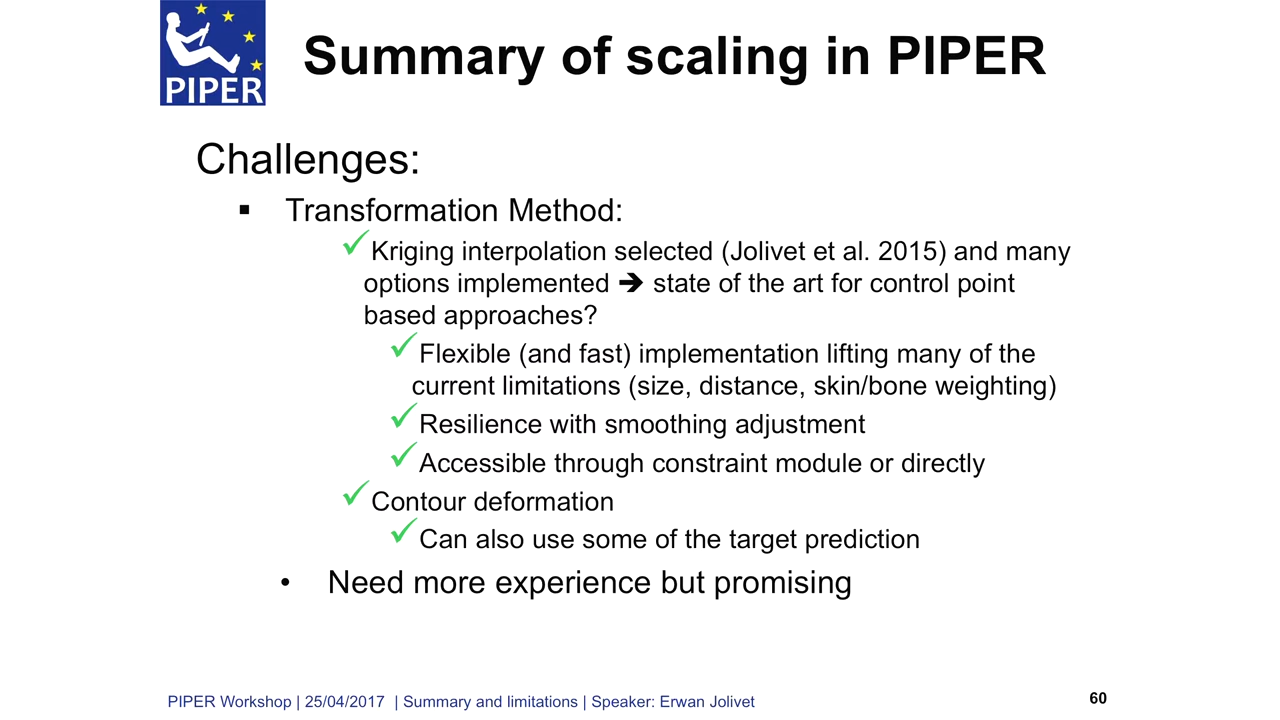 PIPER
Summary of scaling in PIPER
Challenges:
▪ Transformation Method:
✓Kriging interpolation selected (Jolivet et al. 2015) and many
options implemented ➔ state of the art for control point
based approaches?
✓Flexible (and fast) implementation lifting many of the
current limitations (size, distance, skin/bone weighting)
✓Resilience with smoothing adjustment
✓Accessible through constraint module or directly
✓Contour deformation
✓Can also use some of the target prediction
• Need more experience but promising
PIPER Workshop | 25/04/2017 | Summary and limitations | Speaker: Erwan Jolivet
60